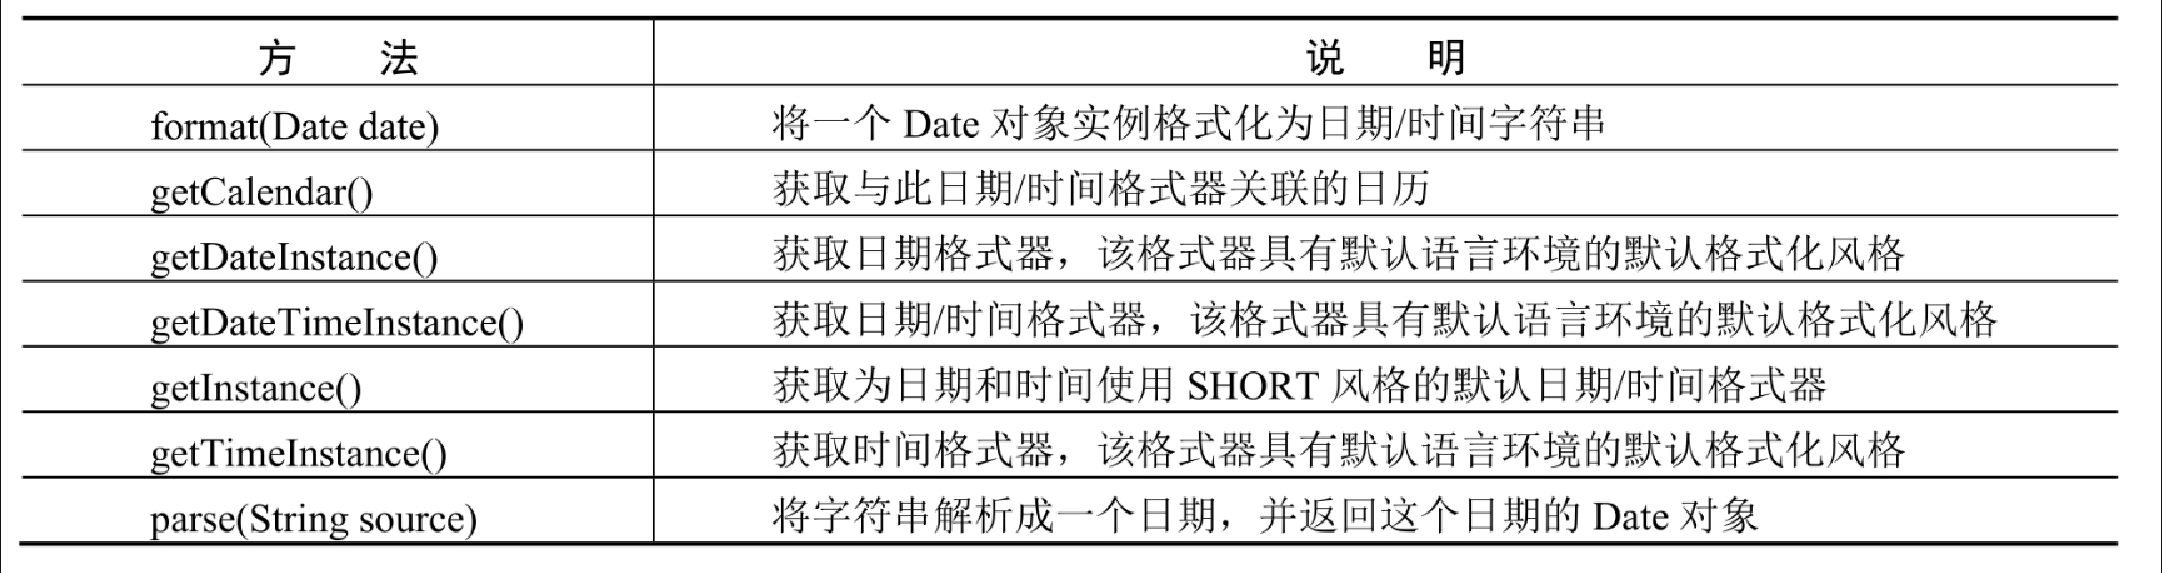 方 法 说 明
format(Date date) 将一个 Date 对象实例格式化为日期/时间字符串
getCalendar() 获取与此日期/时间格式器关联的日历
getDateInstance() 获取日期格式器，该格式器具有默认语言环境的默认格式化风格
getDateTimeInstance() 获取日期/时间格式器，该格式器具有默认语言环境的默认格式化风格
getInstance() 获取为日期和时间使用 SHORT 风格的默认日期/时间格式器
getTimeInstance() 获取时间格式器，该格式器具有默认语言环境的默认格式化风格
parse(String source) 将字符串解析成一个日期，并返回这个日期的 Date 对象